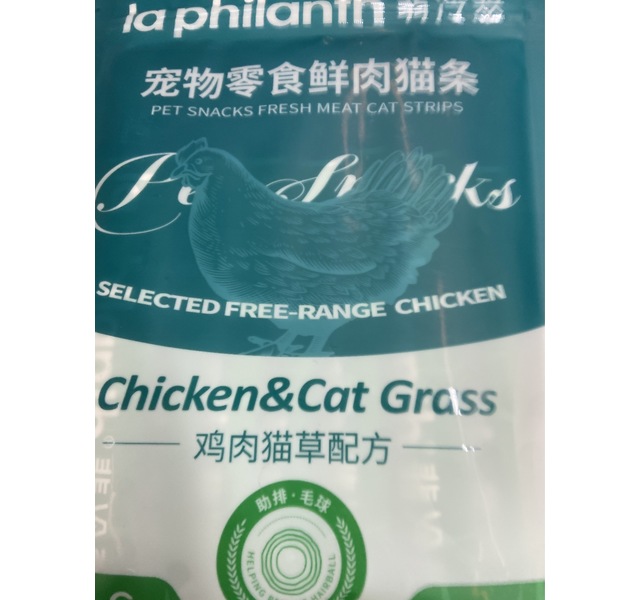 la philanth
宠物零食鲜肉猫条
PET SNACKS FRESH MEAT CAT STRIPS
SELECTED FREE-RANGE CHICKEN
Chicken&Cat Grass
鸡肉猫草配方
助排·毛球